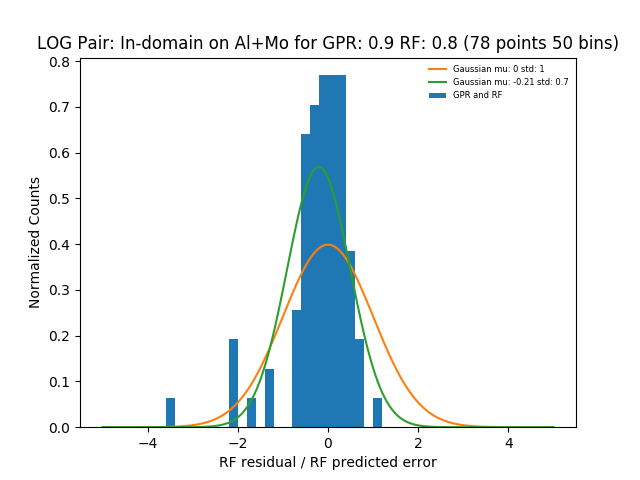 LOG Pair: In-domain on Al+Mo for GPR: 0.9 RF: 0.8 (78 points 50 bins)
Gaussian mu: 0 std: 1
Gaussian mu: -0.21 std: 0.7
GPR and RF
Normalized Counts
0.8
0.7
0.6
0.5
0.4
0.3
0.2
0.1
0.0
−4 −2 0 2 4
RF residual / RF predicted error